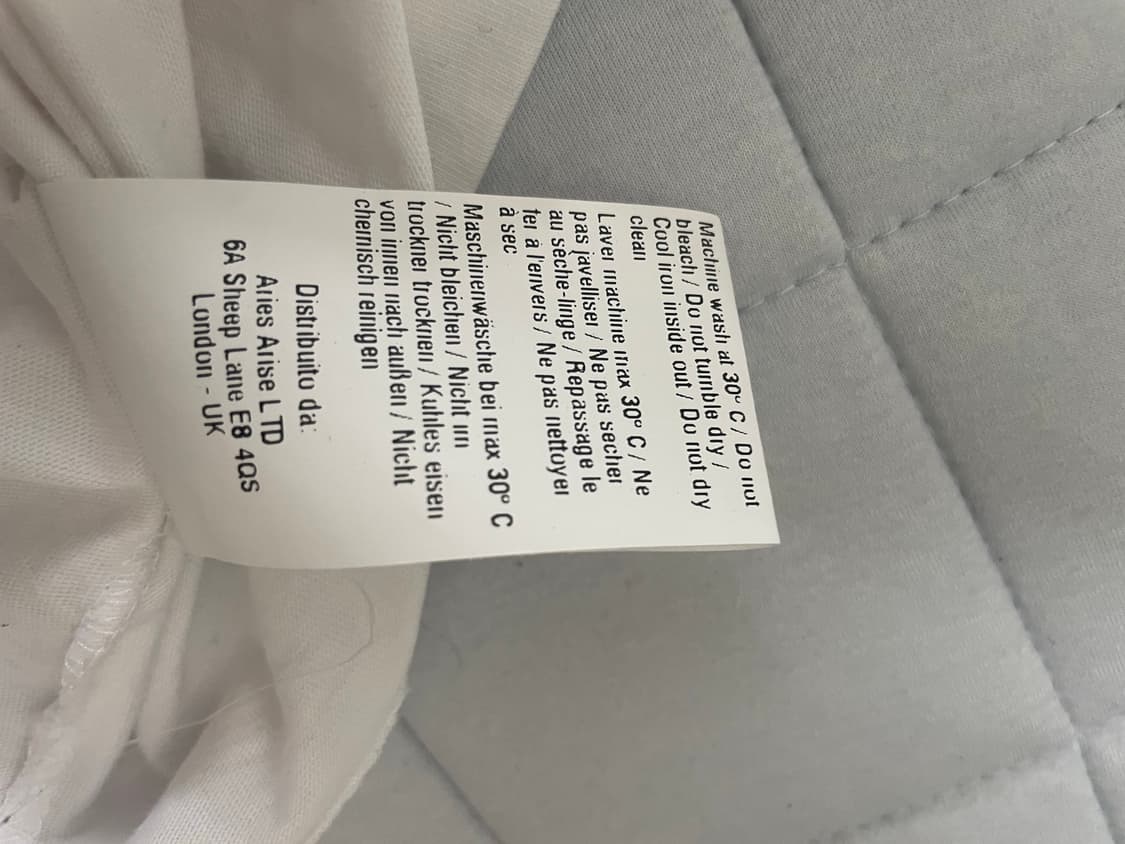 Machine wash at 30° C / Do not
bleach / Do not tumble dry /
Cool iron inside out / Do not dry
clean
Laver machine max 30° C / Ne
pas javelliser / Ne pas secher
au sèche-linge / Repassage le
fer à l'envers / Ne pas nettoyer
à sec
Maschinenwäsche bei max 30° C
/ Nicht bleichen / Nicht im
trockner trocknen / Kuhles eisen
von innen nach außen / Nicht
chemisch reinigen
Distribuito da:
Aries Arise LTD
6A Sheep Lane E8 4QS
London - UK